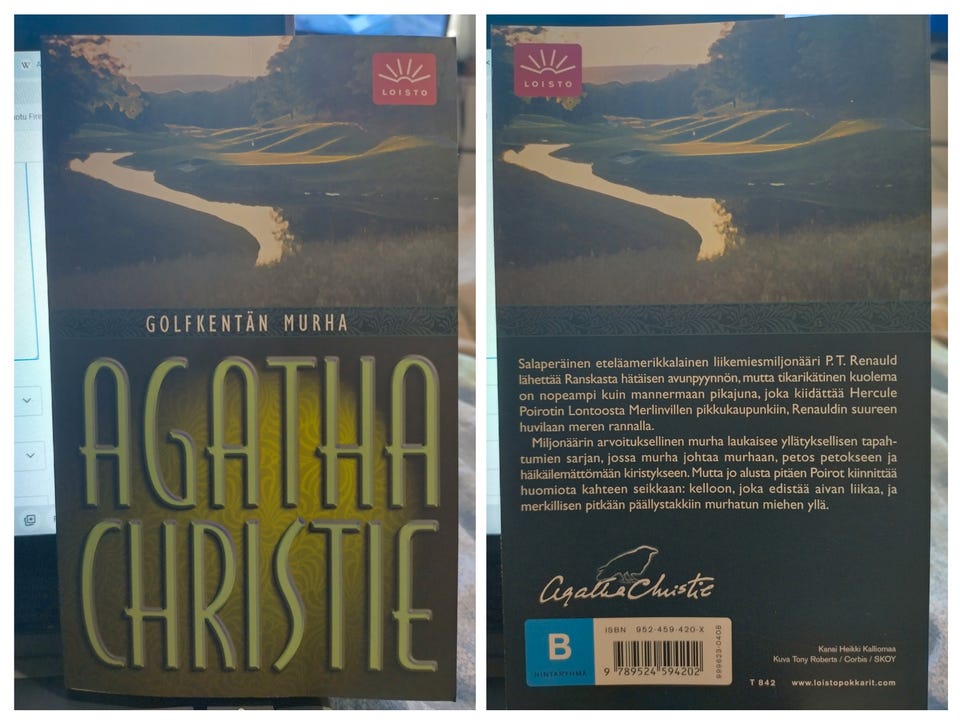 LOISTO
GOLFKENTÄN MURHA
AGATHA
CHRISTIE
LOISTO
Salaperäinen eteläamerikkalainen liikemiesmiljonääri P. T. Renauld
lähettää Ranskasta hätäisen avunpyynnön, mutta tikarikätinen kuolema
on nopeampi kuin mannermaan pikajuna, joka kiidättää Hercule
Poirotin Lontoosta Merlinvillen pikkukaupunkiin, Renauldin suureen
huvilaan meren rannalla.
Miljonäärin arvoituksellinen murha laukaisee yllätyksellisen tapah-
tumien sarjan, jossa murha johtaa murhaan, petos petokseen ja
häikäilemättömään kiristykseen. Mutta jo alusta pitäen Poirot kiinnittää
huomiota kahteen seikkaan: kelloon, joka edistää aivan liikaa, ja
merkillisen pitkään päällystakkiin murhatun miehen yllä.
Agatha Christie
B
HINTARYHMÄ
ISBN 952-459-420-X
9 789524 594202
999623-0408
Kansi Heikki Kalliomaa
Kuva Tony Roberts / Corbis / SKOY
T 842 www.loistopokkarit.com